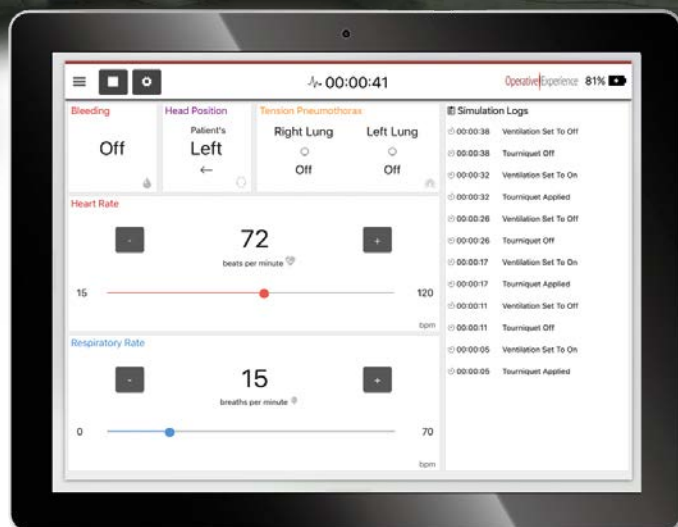 00:00:41
Operative Experience 81%
Bleeding
Off
Head Position
Patient's
Left
←
Tension Pneumothorax
Right Lung
Off
Left Lung
Off
Heart Rate
-
72
+
beats per minute
15
120
bpm
Respiratory Rate
-
15
+
breaths per minute
0
70
bpm
Simulation Logs
00:00:38 Ventilation Set To Off
00:00:38 Tourniquet Off
00:00:32 Ventilation Set To On
00:00:32 Tourniquet Applied
00:00:26 Ventilation Set To Off
00:00:26 Tourniquet Off
00:00:17 Ventilation Set To On
00:00:17 Tourniquet Applied
00:00:11 Ventilation Set To Off
00:00:11 Tourniquet Off
00:00:05 Ventilation Set To On
00:00:05 Tourniquet Applied